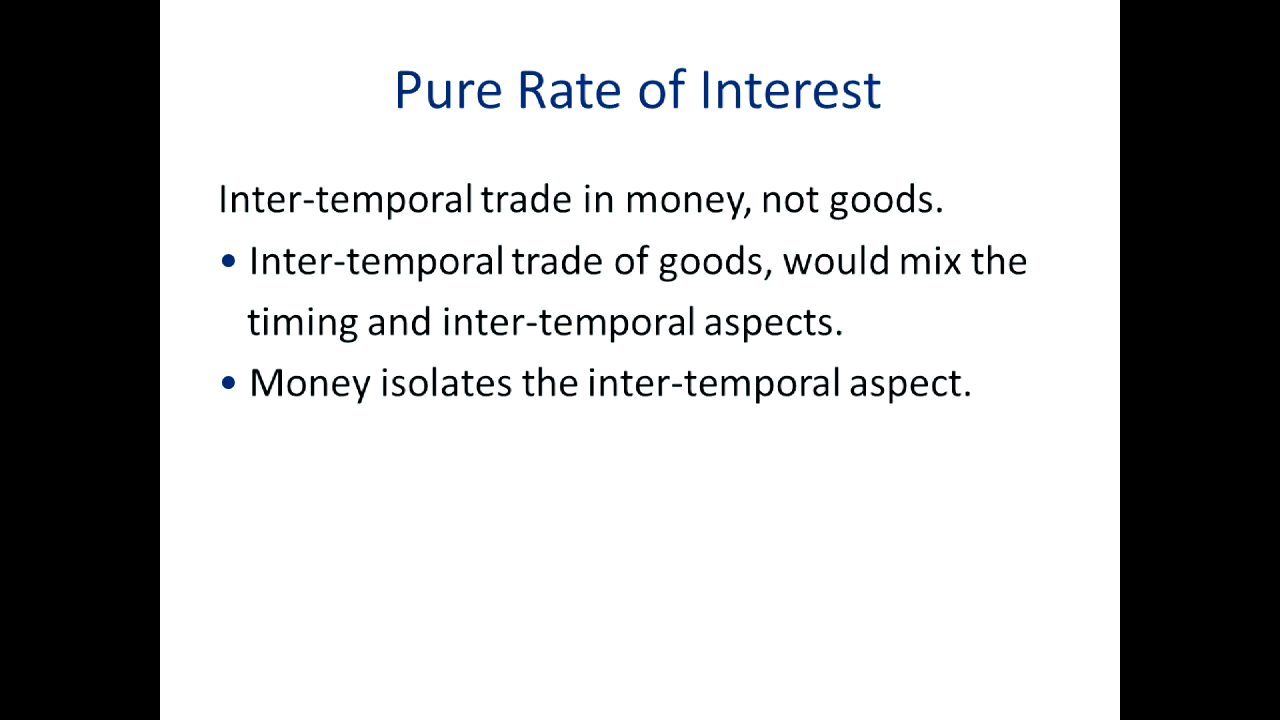 Pure Rate of Interest
Inter-temporal trade in money, not goods.
• Inter-temporal trade of goods, would mix the
timing and inter-temporal aspects.
• Money isolates the inter-temporal aspect.